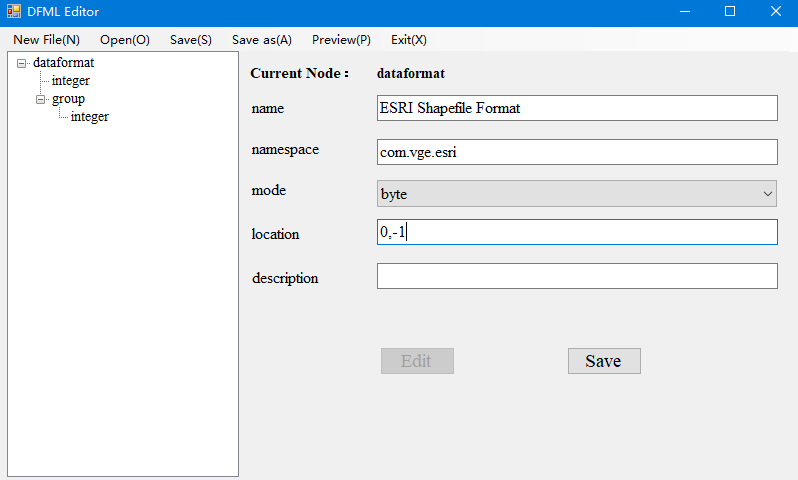 DFML Editor
New File(N) Open(O) Save(S) Save as(A) Preview(P) Exit(X)
dataformat
integer
group
integer
Current Node : dataformat
name ESRI Shapefile Format
namespace com.vge.esri
mode byte
location 0,-1
description
Edit Save